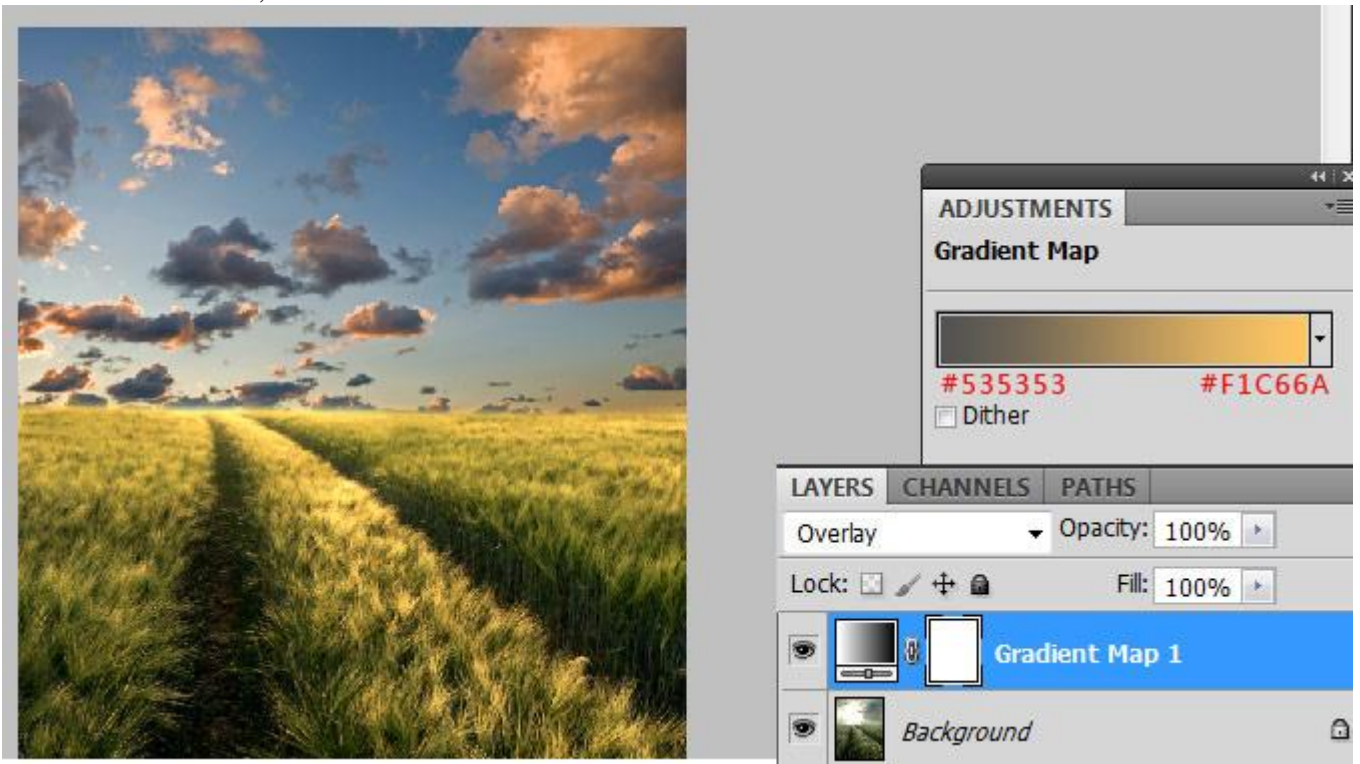 ADJUSTMENTS
Gradient Map
#535353 #F1C66A
Dither
LAYERS CHANNELS PATHS
Overlay Opacity: 100%
Lock: Fill: 100%
Gradient Map 1
Background